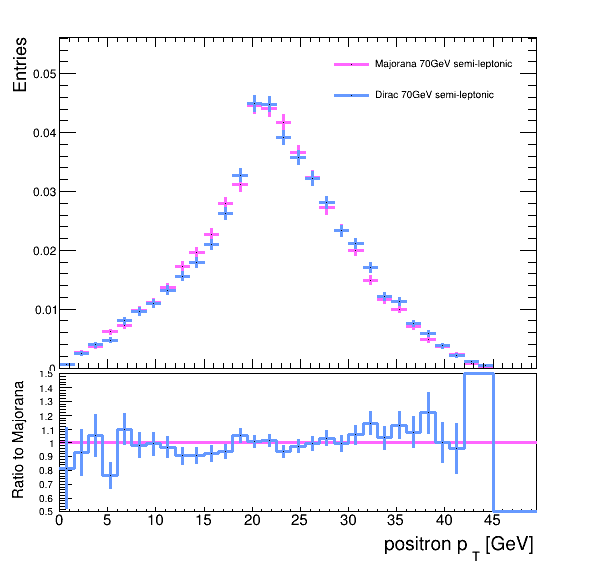 Entries
0.05
0.04
0.03
0.02
0.01
0
Majorana 70GeV semi-leptonic
Dirac 70GeV semi-leptonic
Ratio to Majorana
1.5
1.4
1.3
1.2
1.1
1
0.9
0.8
0.7
0.6
0.5
0 5 10 15 20 25 30 35 40 45
positron p_T [GeV]